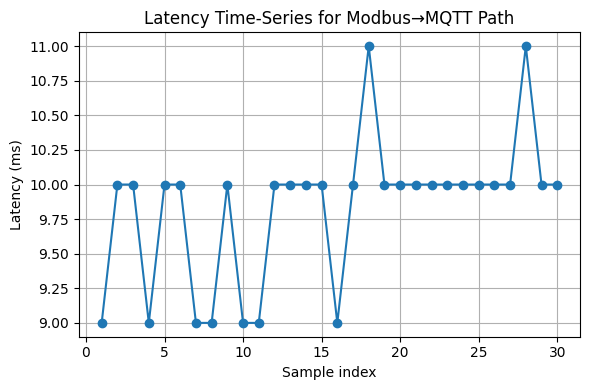 Latency Time-Series for Modbus→MQTT Path
11.00
10.75
10.50
10.25
10.00
9.75
9.50
9.25
9.00
Latency (ms)
0 5 10 15 20 25 30
Sample index